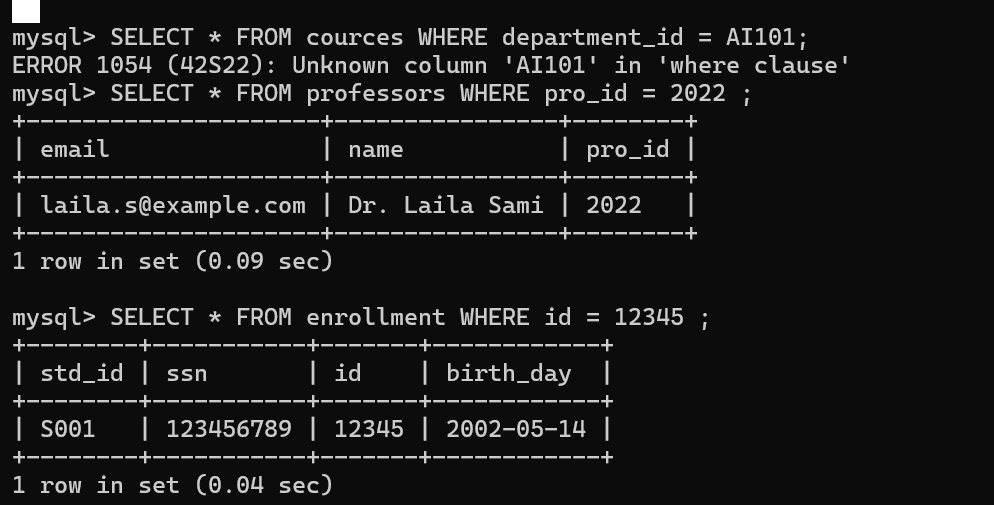 mysql> SELECT * FROM cources WHERE department_id = AI101;
ERROR 1054 (42S22): Unknown column 'AI101' in 'where clause'
mysql> SELECT * FROM professors WHERE pro_id = 2022 ;
+----------------------+----------------+--------+
| email                | name           | pro_id |
+----------------------+----------------+--------+
| laila.s@example.com | Dr. Laila Sami | 2022   |
+----------------------+----------------+--------+
1 row in set (0.09 sec)

mysql> SELECT * FROM enrollment WHERE id = 12345 ;
+--------+-----------+-------+------------+
| std_id | ssn       | id    | birth_day  |
+--------+-----------+-------+------------+
| S001   | 123456789 | 12345 | 2002-05-14 |
+--------+-----------+-------+------------+
1 row in set (0.04 sec)